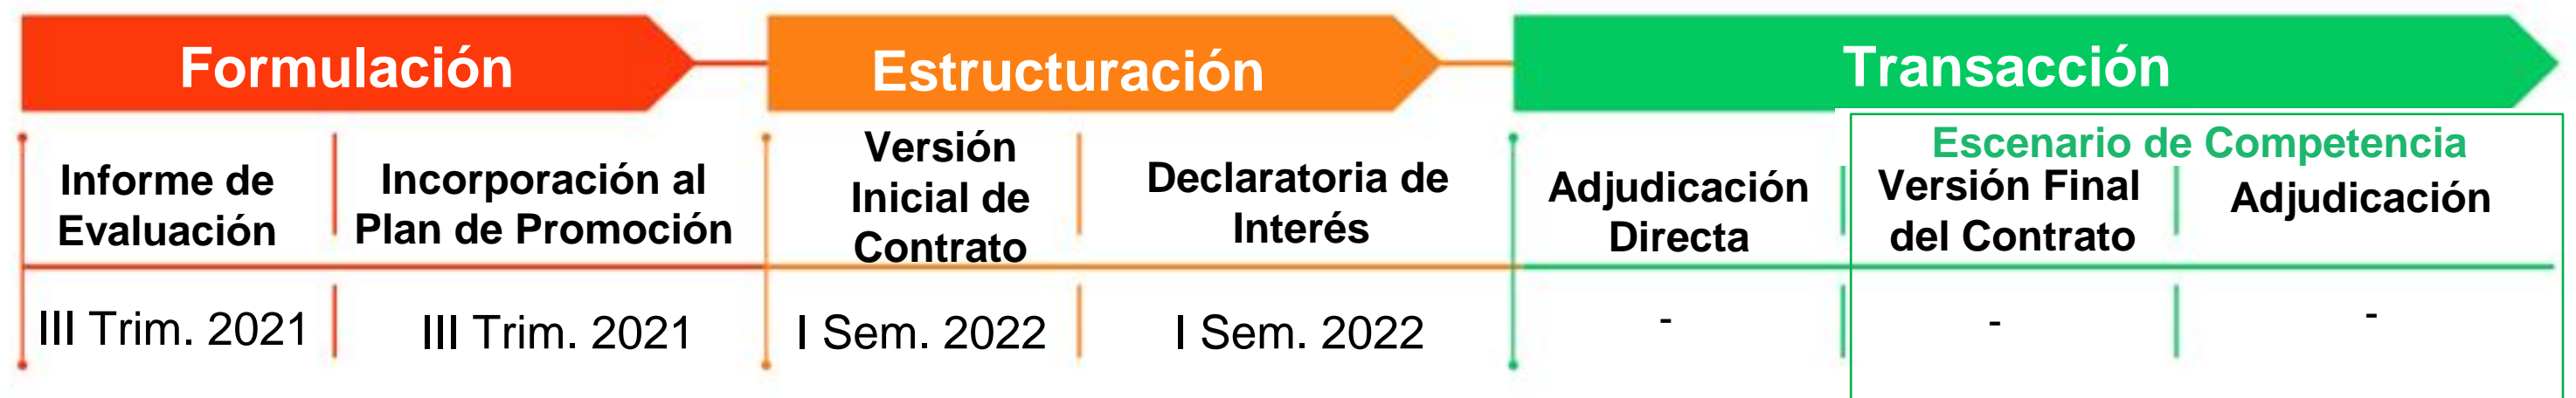 Formulación
Estructuración
Transacción
Informe de
Evaluación
Incorporación al
Plan de Promoción
Versión
Inicial de
Contrato
Declaratoria de
Interés
Adjudicación
Directa
Escenario de Competencia
Versión Final
del Contrato
Adjudicación
III Trim. 2021
III Trim. 2021
I Sem. 2022
I Sem. 2022
-
-
-